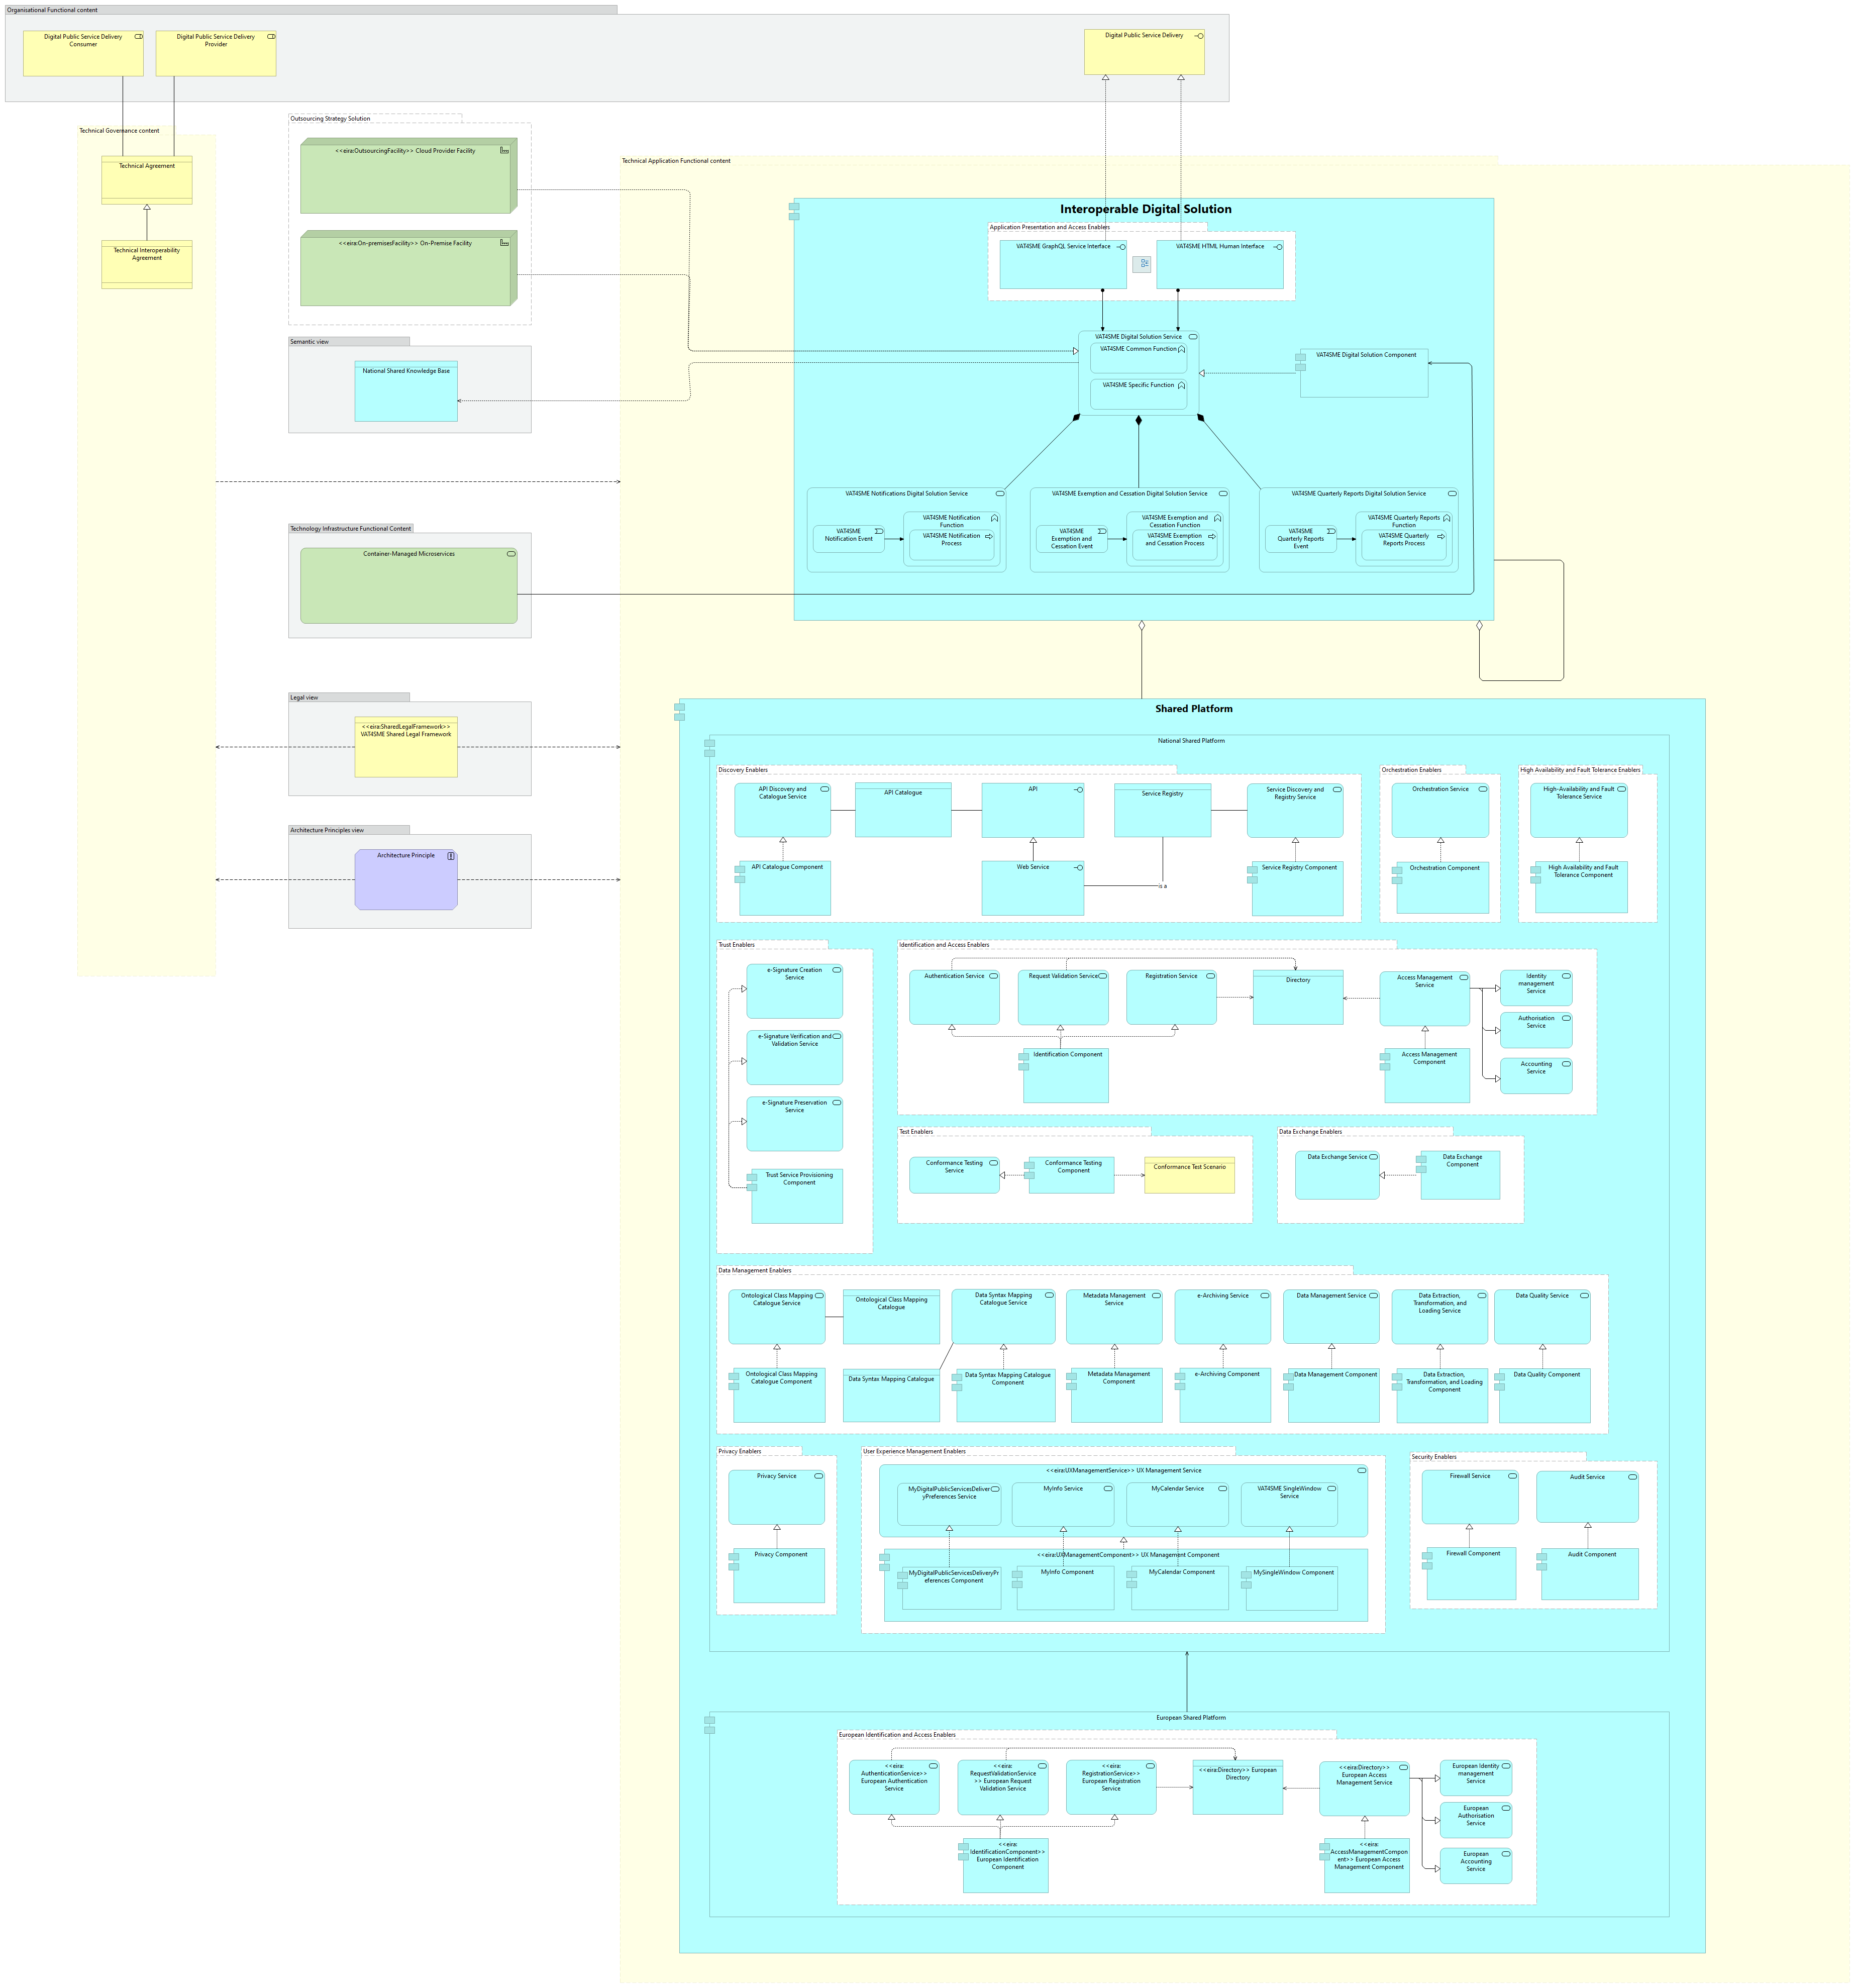 Organisational Functional content
Digital Public Service Delivery
Consumer
Digital Public Service Delivery
Provider
Digital Public Service Delivery
Technical Governance content
Technical Agreement
Technical Interoperability
Agreement
Outsourcing Strategy Solution
<<eira:OutsourcingFacility>> Cloud Provider Facility
<<eira:On-premisesFacility>> On-Premise Facility
Semantic view
National Shared Knowledge Base
Technology Infrastructure Functional Content
Container-Managed Microservices
Legal view
<<eira:SharedLegalFramework>>
VAT4SME Shared Legal Framework
Architecture Principles view
Architecture Principle
Technical Application Functional content
Interoperable Digital Solution
Application Presentation and Access Enablers
VAT4SME GraphQL Service Interface
VAT4SME HTML Human Interface
VAT4SME Digital Solution Service
VAT4SME Common Function
VAT4SME Specific Function
VAT4SME Digital Solution Component
VAT4SME Notifications Digital Solution Service
VAT4SME
Notification Event
VAT4SME Notification
Function
VAT4SME Notification
Process
VAT4SME Exemption and Cessation Digital Solution Service
VAT4SME
Exemption and
Cessation Event
VAT4SME Exemption and
Cessation Function
VAT4SME Exemption
and Cessation Process
VAT4SME Quarterly Reports Digital Solution Service
VAT4SME
Quarterly Reports
Event
VAT4SME Quarterly Reports
Function
VAT4SME Quarterly
Reports Process
Shared Platform
National Shared Platform
Discovery Enablers
API Discovery and
Catalogue Service
API Catalogue
API
Service Registry
Service Discovery and
Registry Service
API Catalogue Component
Web Service
is a
Service Registry Component
Orchestration Enablers
Orchestration Service
Orchestration Component
High Availability and Fault Tolerance Enablers
High-Availability and Fault
Tolerance Service
High Availability and Fault
Tolerance Component
Trust Enablers
e-Signature Creation
Service
e-Signature Verification and
Validation Service
e-Signature Preservation
Service
Trust Service Provisioning
Component
Identification and Access Enablers
Authentication Service
Request Validation Service
Registration Service
Directory
Access Management
Service
Identity
management
Service
Authorisation
Service
Accounting
Service
Identification Component
Access Management
Component
Test Enablers
Conformance Testing
Service
Conformance Testing
Component
Conformance Test Scenario
Data Exchange Enablers
Data Exchange Service
Data Exchange
Component
Data Management Enablers
Ontological Class Mapping
Catalogue Service
Ontological Class Mapping
Catalogue
Data Syntax Mapping
Catalogue Service
Metadata Management
Service
e-Archiving Service
Data Management Service
Data Extraction,
Transformation, and
Loading Service
Data Quality Service
Ontological Class Mapping
Catalogue Component
Data Syntax Mapping Catalogue
Data Syntax Mapping Catalogue
Component
Metadata Management
Component
e-Archiving Component
Data Management Component
Data Extraction,
Transformation, and Loading
Component
Data Quality Component
Privacy Enablers
Privacy Service
Privacy Component
User Experience Management Enablers
<<eira:UXManagementService>> UX Management Service
MyDigitalPublicServicesDeliver
yPreferences Service
MyInfo Service
MyCalendar Service
VAT4SME SingleWindow
Service
<<eira:UXManagementComponent>> UX Management Component
MyDigitalPublicServicesDeliveryPr
eferences Component
MyInfo Component
MyCalendar Component
MySingleWindow Component
Security Enablers
Firewall Service
Audit Service
Firewall Component
Audit Component
European Shared Platform
European Identification and Access Enablers
<<eira:
AuthenticationService>>
European Authentication
Service
<<eira:
RequestValidationService
>> European Request
Validation Service
<<eira:
RegistrationService>>
European Registration
Service
<<eira:Directory>> European
Directory
<<eira:Directory>>
European Access
Management Service
European Identity
management
Service
European
Authorisation
Service
European
Accounting
Service
<<eira:
IdentificationComponent>>
European Identification
Component
<<eira:
AccessManagementCompon
ent>> European Access
Management Component